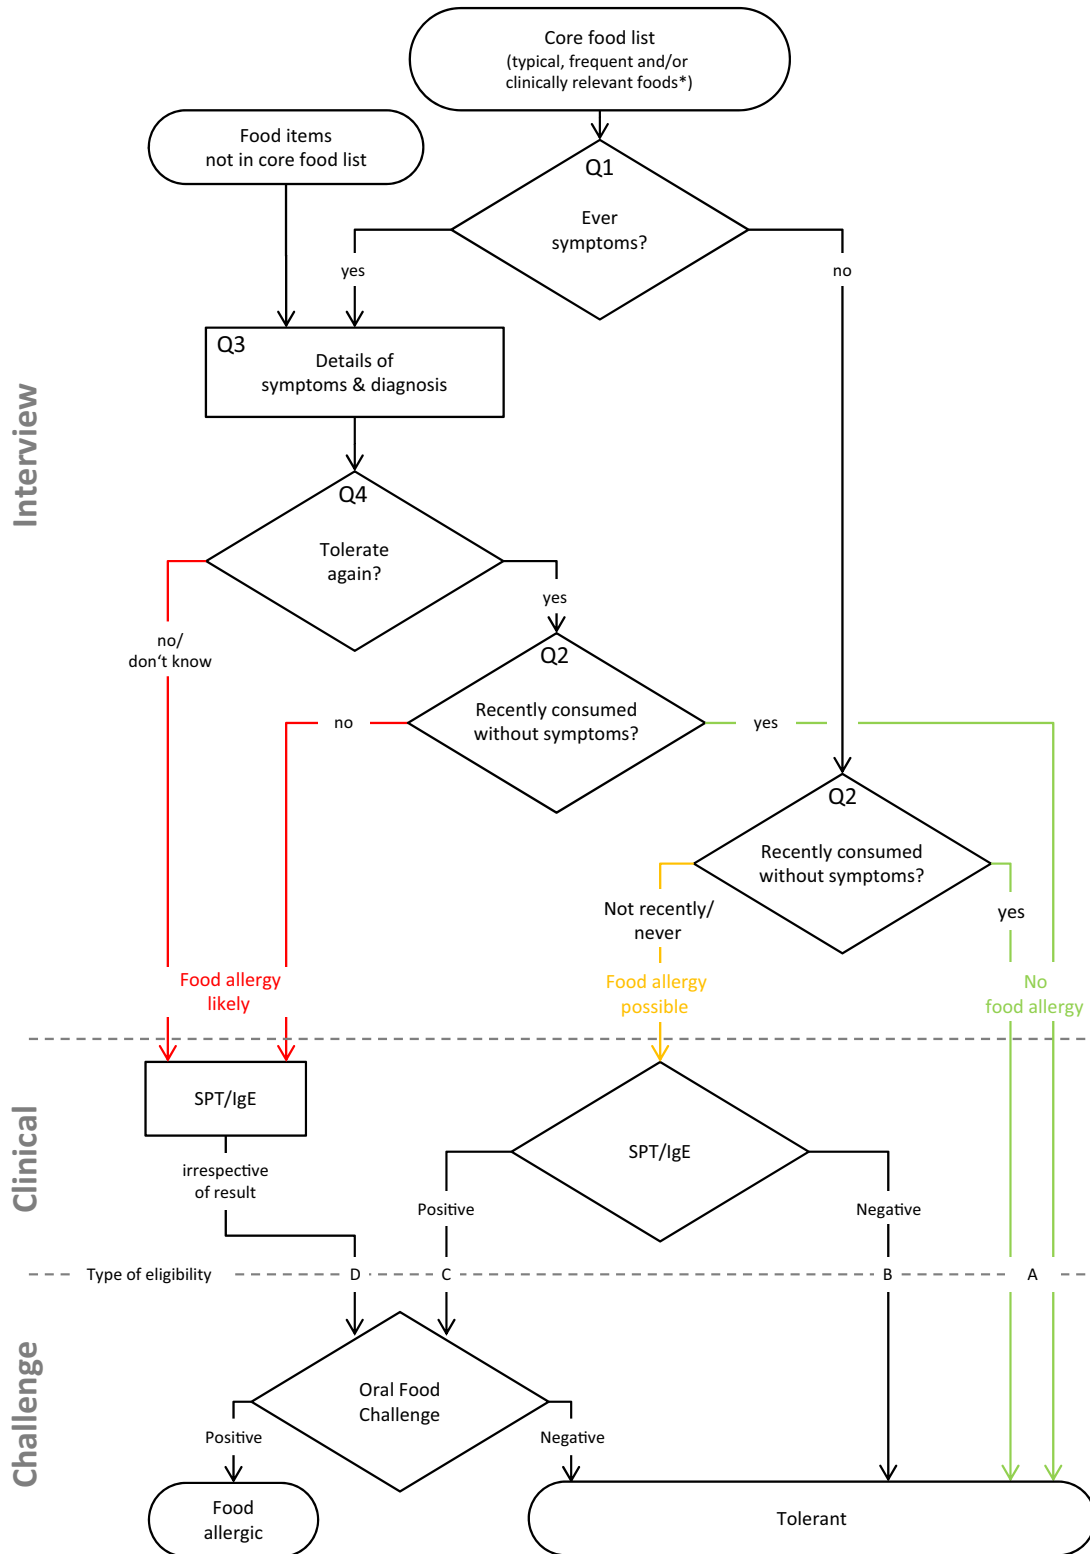 Core food list
(typical, frequent and/or
clinically relevant foods*)
Food items
not in core food list
Q1
Ever
symptoms?
yes
no
Q3
Details of
symptoms & diagnosis
Interview
Q4
Tolerate
again?
no/
don‘t know
yes
Q2
Recently consumed
without symptoms?
no
yes
Q2
Recently consumed
without symptoms?
Not recently/
never
yes
Food allergy
likely
Food allergy
possible
No
food allergy
Clinical
SPT/IgE
SPT/IgE
irrespective
of result
Positive
Negative
Type of eligibility
D
C
B
A
Challenge
Oral Food
Challenge
Positive
Negative
Food
allergic
Tolerant